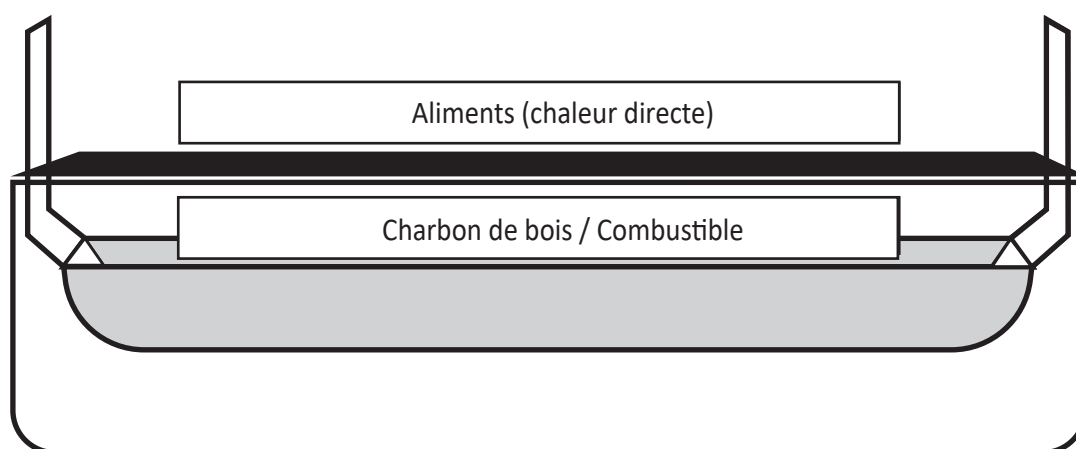 Aliments (chaleur directe)
Charbon de bois / Combustible